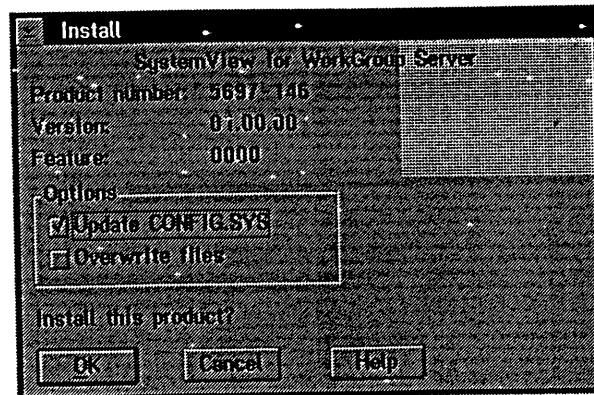 Install
SystemView for WorkGroup Server
Product number: 5697-146
Version: 01.00.00
Feature: 0000
Options
Update CONFIG.SYS
Overwrite files
Install this product?
OK Cancel Help